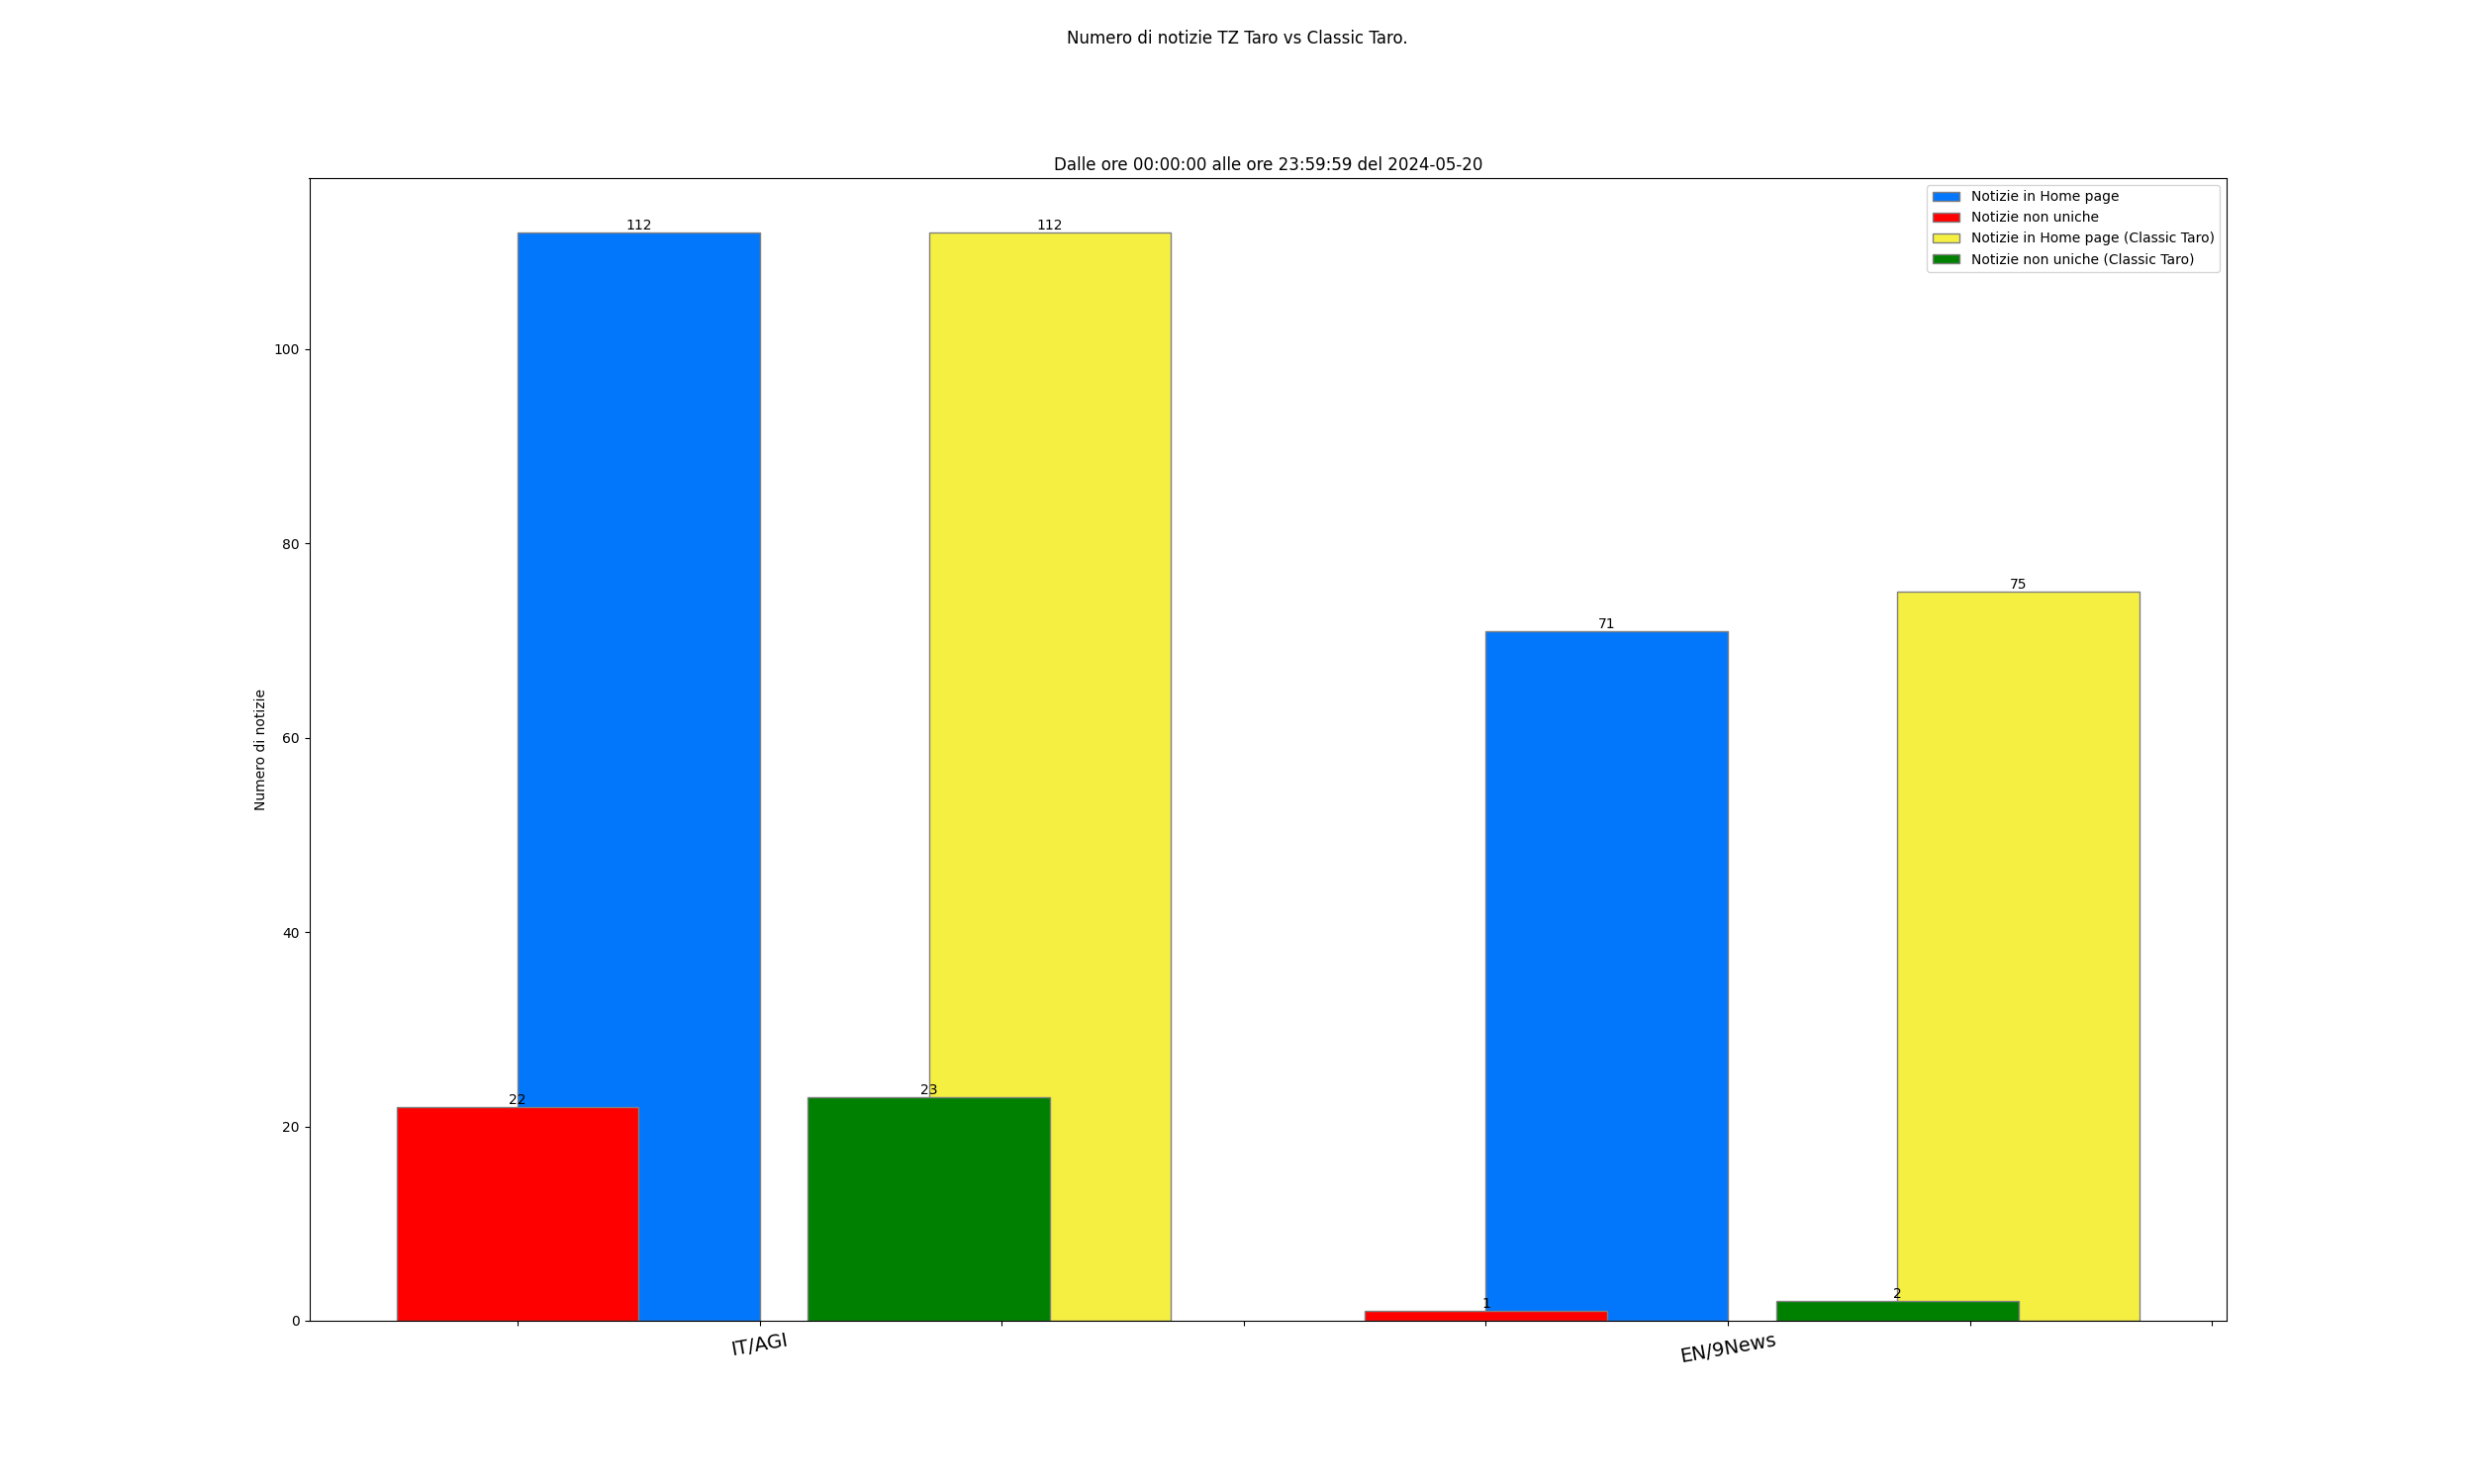 Numero di notizie TZ Taro vs Classic Taro.
Dalle ore 00:00:00 alle ore 23:59:59 del 2024-05-20
Notizie in Home page
Notizie non uniche
Notizie in Home page (Classic Taro)
Notizie non uniche (Classic Taro)
112
112
100
80
75
71
60
Numero di notizie
40
23
22
20
2
1
0
IT/AGI
EN/9News